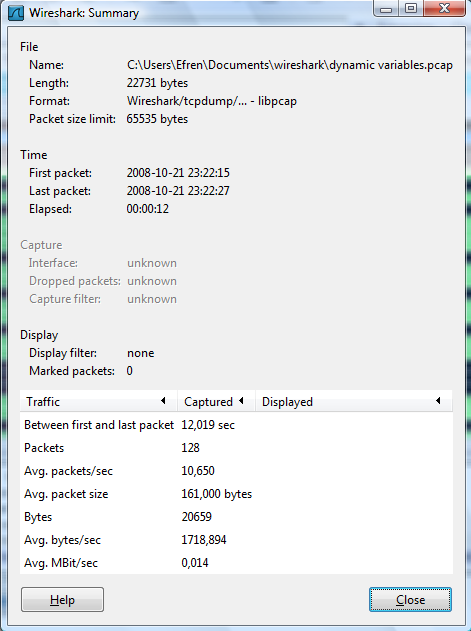 Wireshark: Summary
File
Name: C:\Users\Efren\Documents\wireshark\dynamic variables.pcap
Length: 22731 bytes
Format: Wireshark/tcpdump/... - libpcap
Packet size limit: 65535 bytes
Time
First packet: 2008-10-21 23:22:15
Last packet: 2008-10-21 23:22:27
Elapsed: 00:00:12
Capture
Interface: unknown
Dropped packets: unknown
Capture filter: unknown
Display
Display filter: none
Marked packets: 0
Traffic Captured Displayed
Between first and last packet 12,019 sec
Packets 128
Avg. packets/sec 10,650
Avg. packet size 161,000 bytes
Bytes 20659
Avg. bytes/sec 1718,894
Avg. MBit/sec 0,014
Help Close